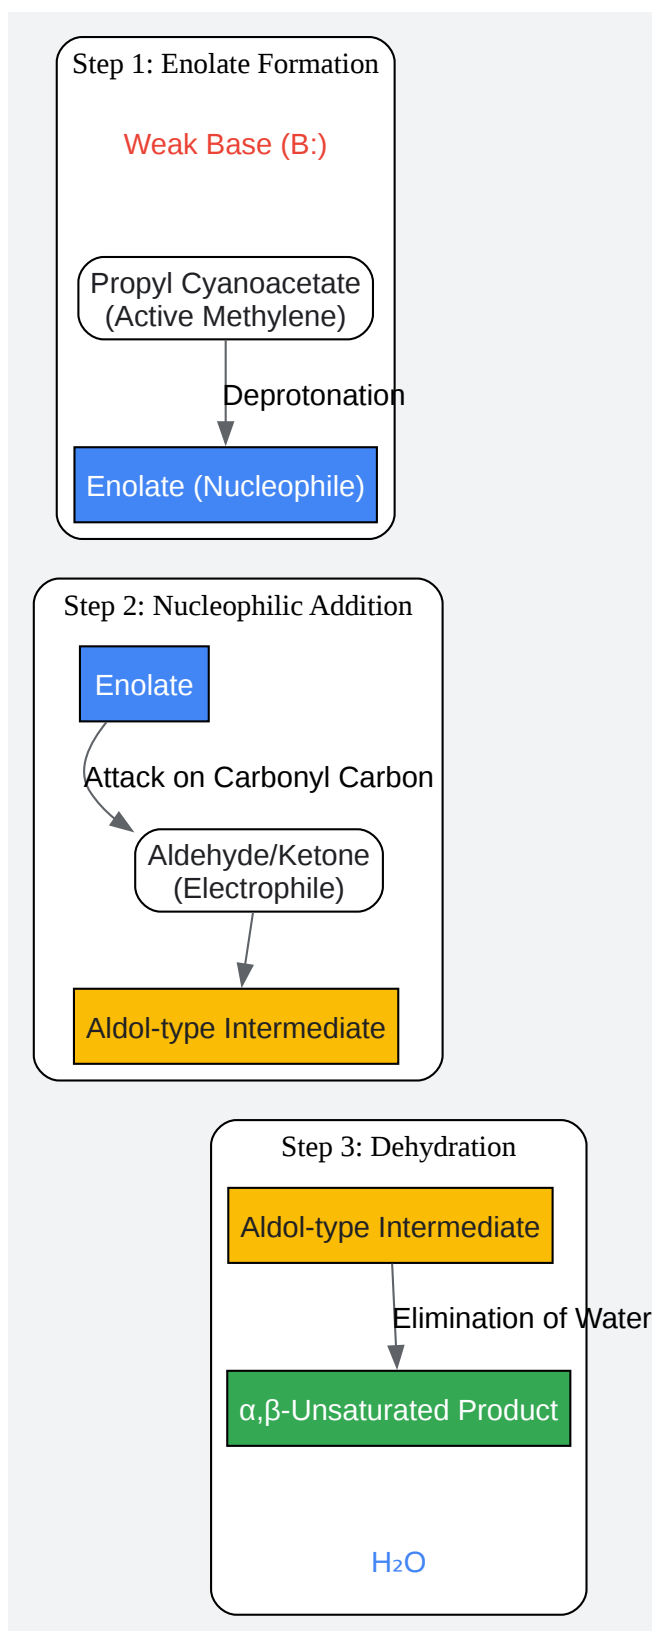 Step 1: Enolate Formation
Weak Base (B:)
Propyl Cyanoacetate
(Active Methylene)
Deprotonation
Enolate (Nucleophile)
Step 2: Nucleophilic Addition
Enolate
Attack on Carbonyl Carbon
Aldehyde/Ketone
(Electrophile)
Aldol-type Intermediate
Step 3: Dehydration
Aldol-type Intermediate
Elimination of Water
α,β-Unsaturated Product
H₂O